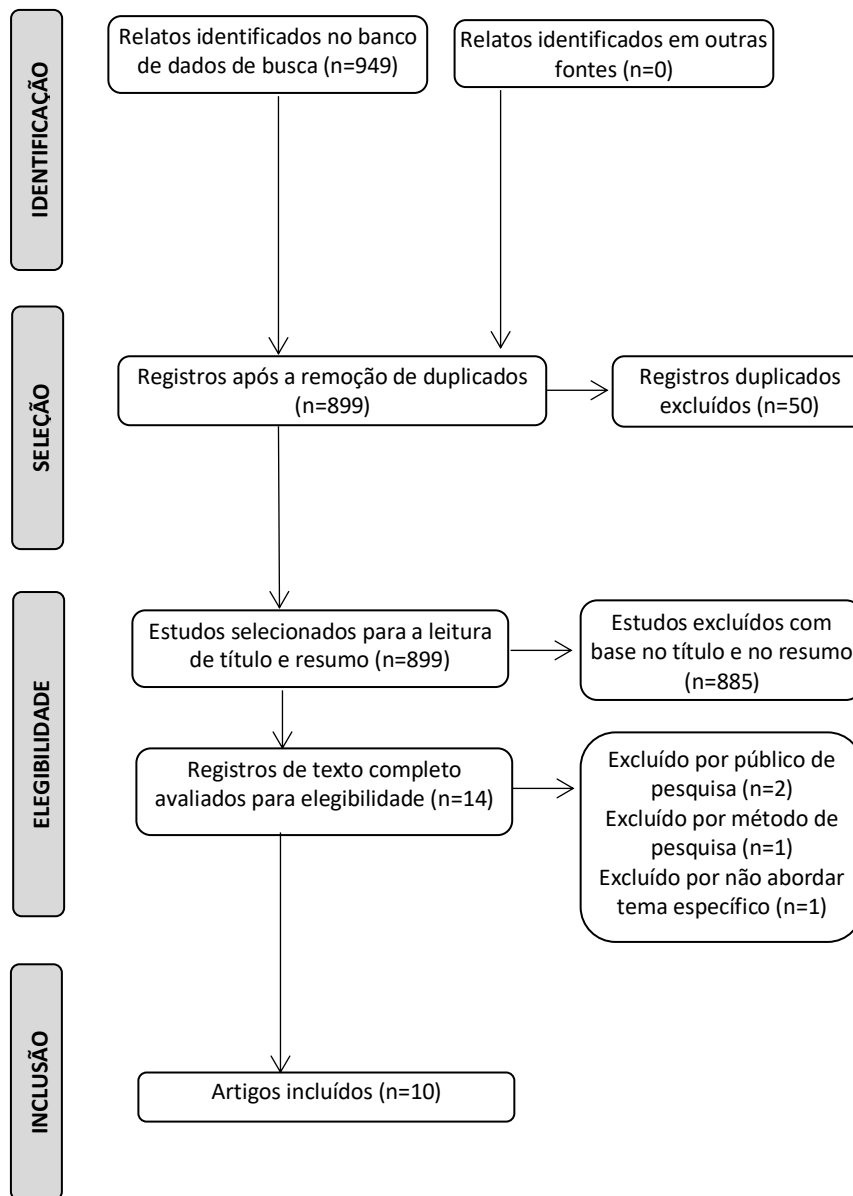 IDENTIFICAÇÃO
Relatos identificados no banco
de dados de busca (n=949)
Relatos identificados em outras
fontes (n=0)
SELEÇÃO
Registros após a remoção de duplicados
(n=899)
Registros duplicados
excluídos (n=50)
ELEGIBILIDADE
Estudos selecionados para a leitura
de título e resumo (n=899)
Estudos excluídos com
base no título e no resumo
(n=885)
Registros de texto completo
avaliados para elegibilidade (n=14)
Excluído por público de
pesquisa (n=2)
Excluído por método de
pesquisa (n=1)
Excluído por não abordar
tema específico (n=1)
INCLUSÃO
Artigos incluídos (n=10)